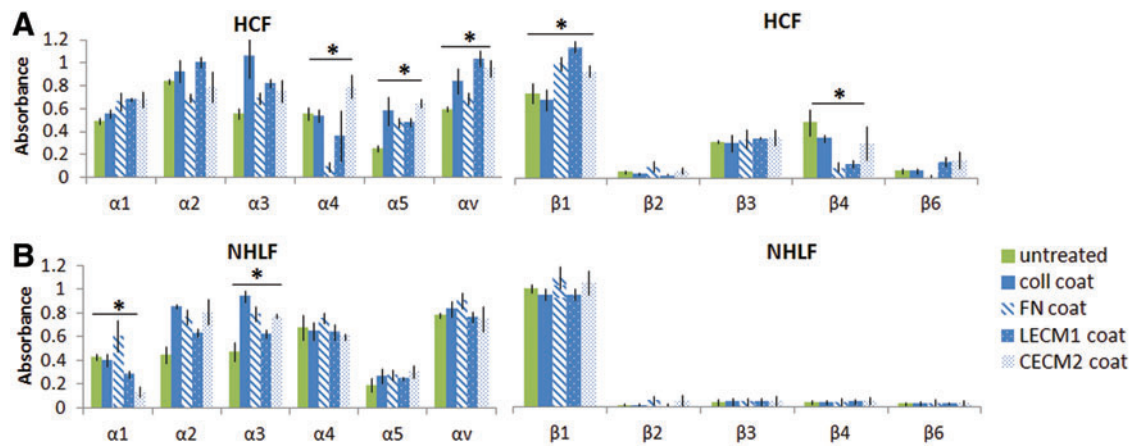 A HCF HCF
Absorbance
1.2
1
0.8
0.6
0.4
0.2
0
* * * * *
α1 α2 α3 α4 α5 αv β1 β2 β3 β4 β6
B NHLF NHLF
Absorbance
1.2
1
0.8
0.6
0.4
0.2
0
* *
α1 α2 α3 α4 α5 αv β1 β2 β3 β4 β6
untreated
coll coat
FN coat
LECM1 coat
CECM2 coat